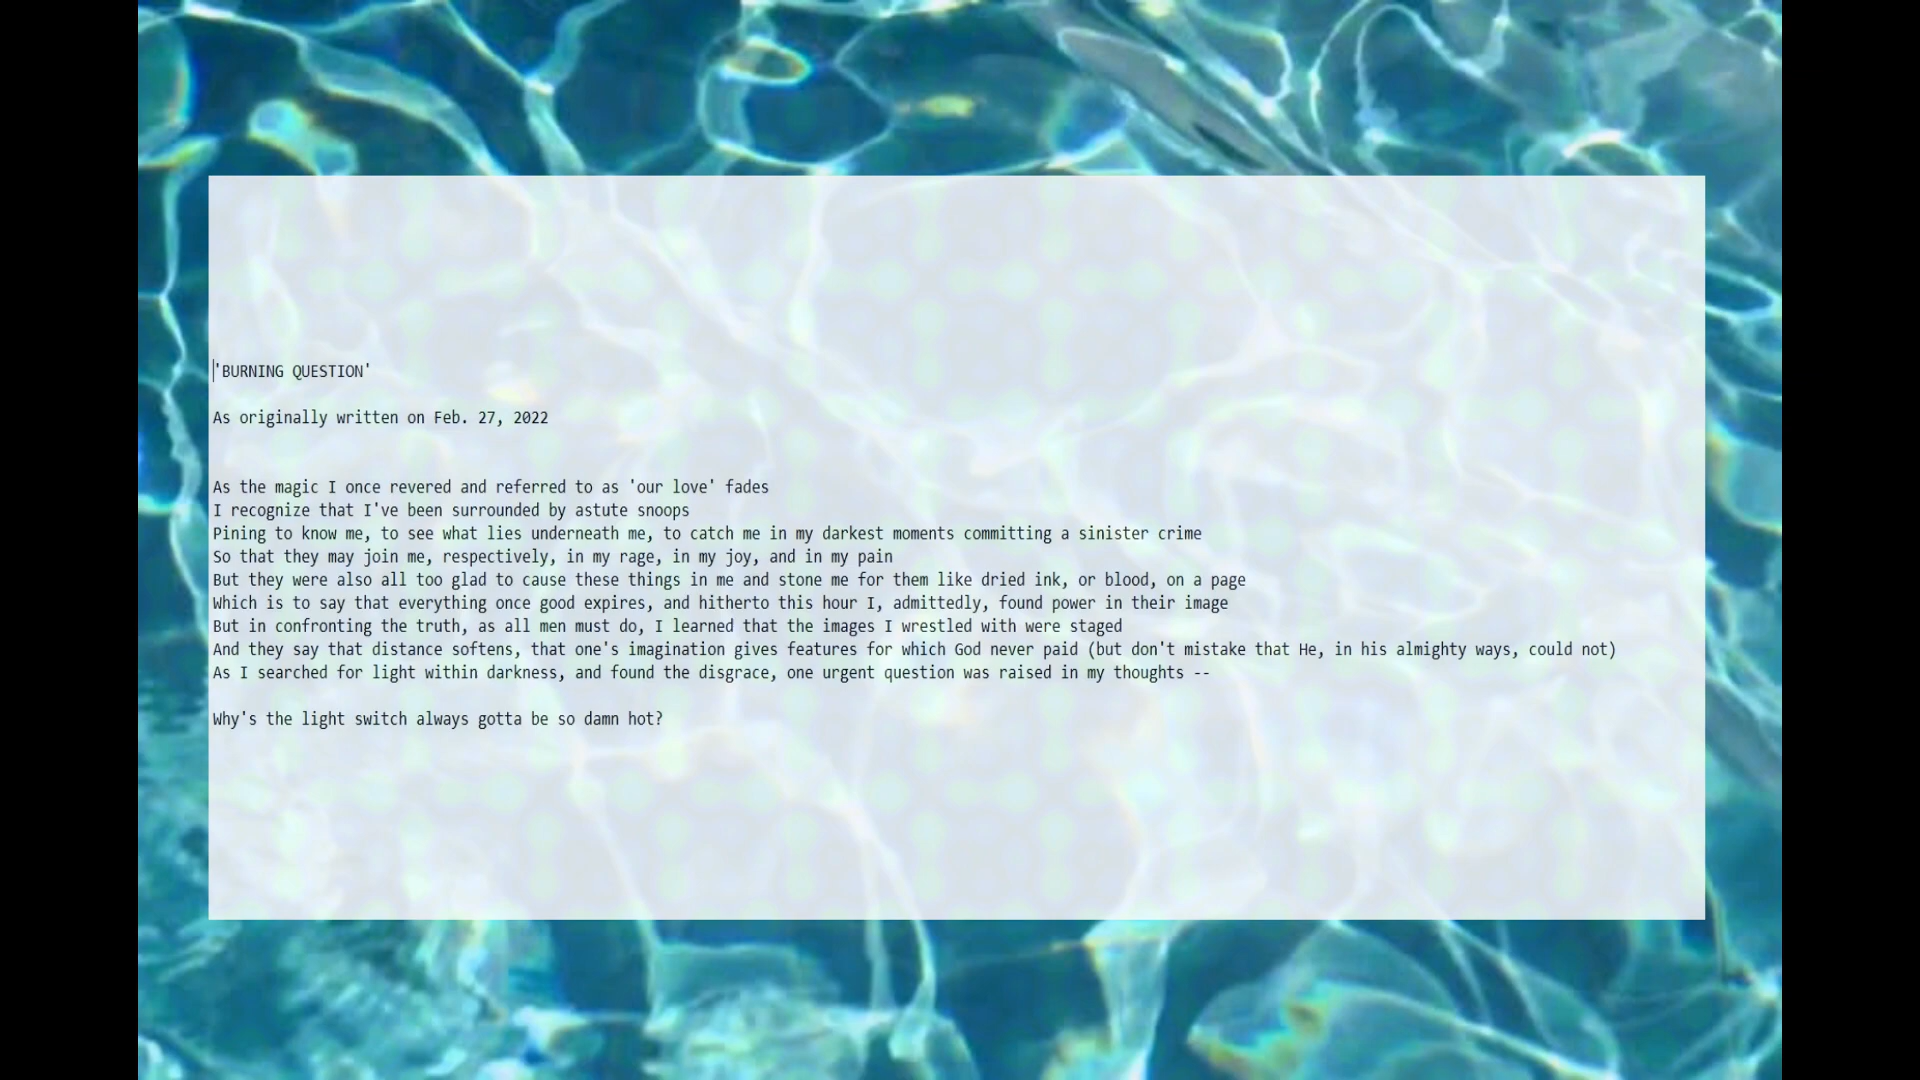 'BURNING QUESTION'
As originally written on Feb. 27, 2022
As the magic I once revered and referred to as 'our love' fades
I recognize that I've been surrounded by astute snoops
Pining to know me, to see what lies underneath me, to catch me in my darkest moments committing a sinister crime
So that they may join me, respectively, in my rage, in my joy, and in my pain
But they were also all too glad to cause these things in me and stone me for them like dried ink, or blood, on a page
Which is to say that everything once good expires, and hitherto this hour I, admittedly, found power in their image
But in confronting the truth, as all men must do, I learned that the images I wrestled with were staged
And they say that distance softens, that one's imagination gives features for which God never paid (but don't mistake that He, in his almighty ways, could not)
As I searched for light within darkness, and found the disgrace, one urgent question was raised in my thoughts --
Why's the light switch always gotta be so damn hot?